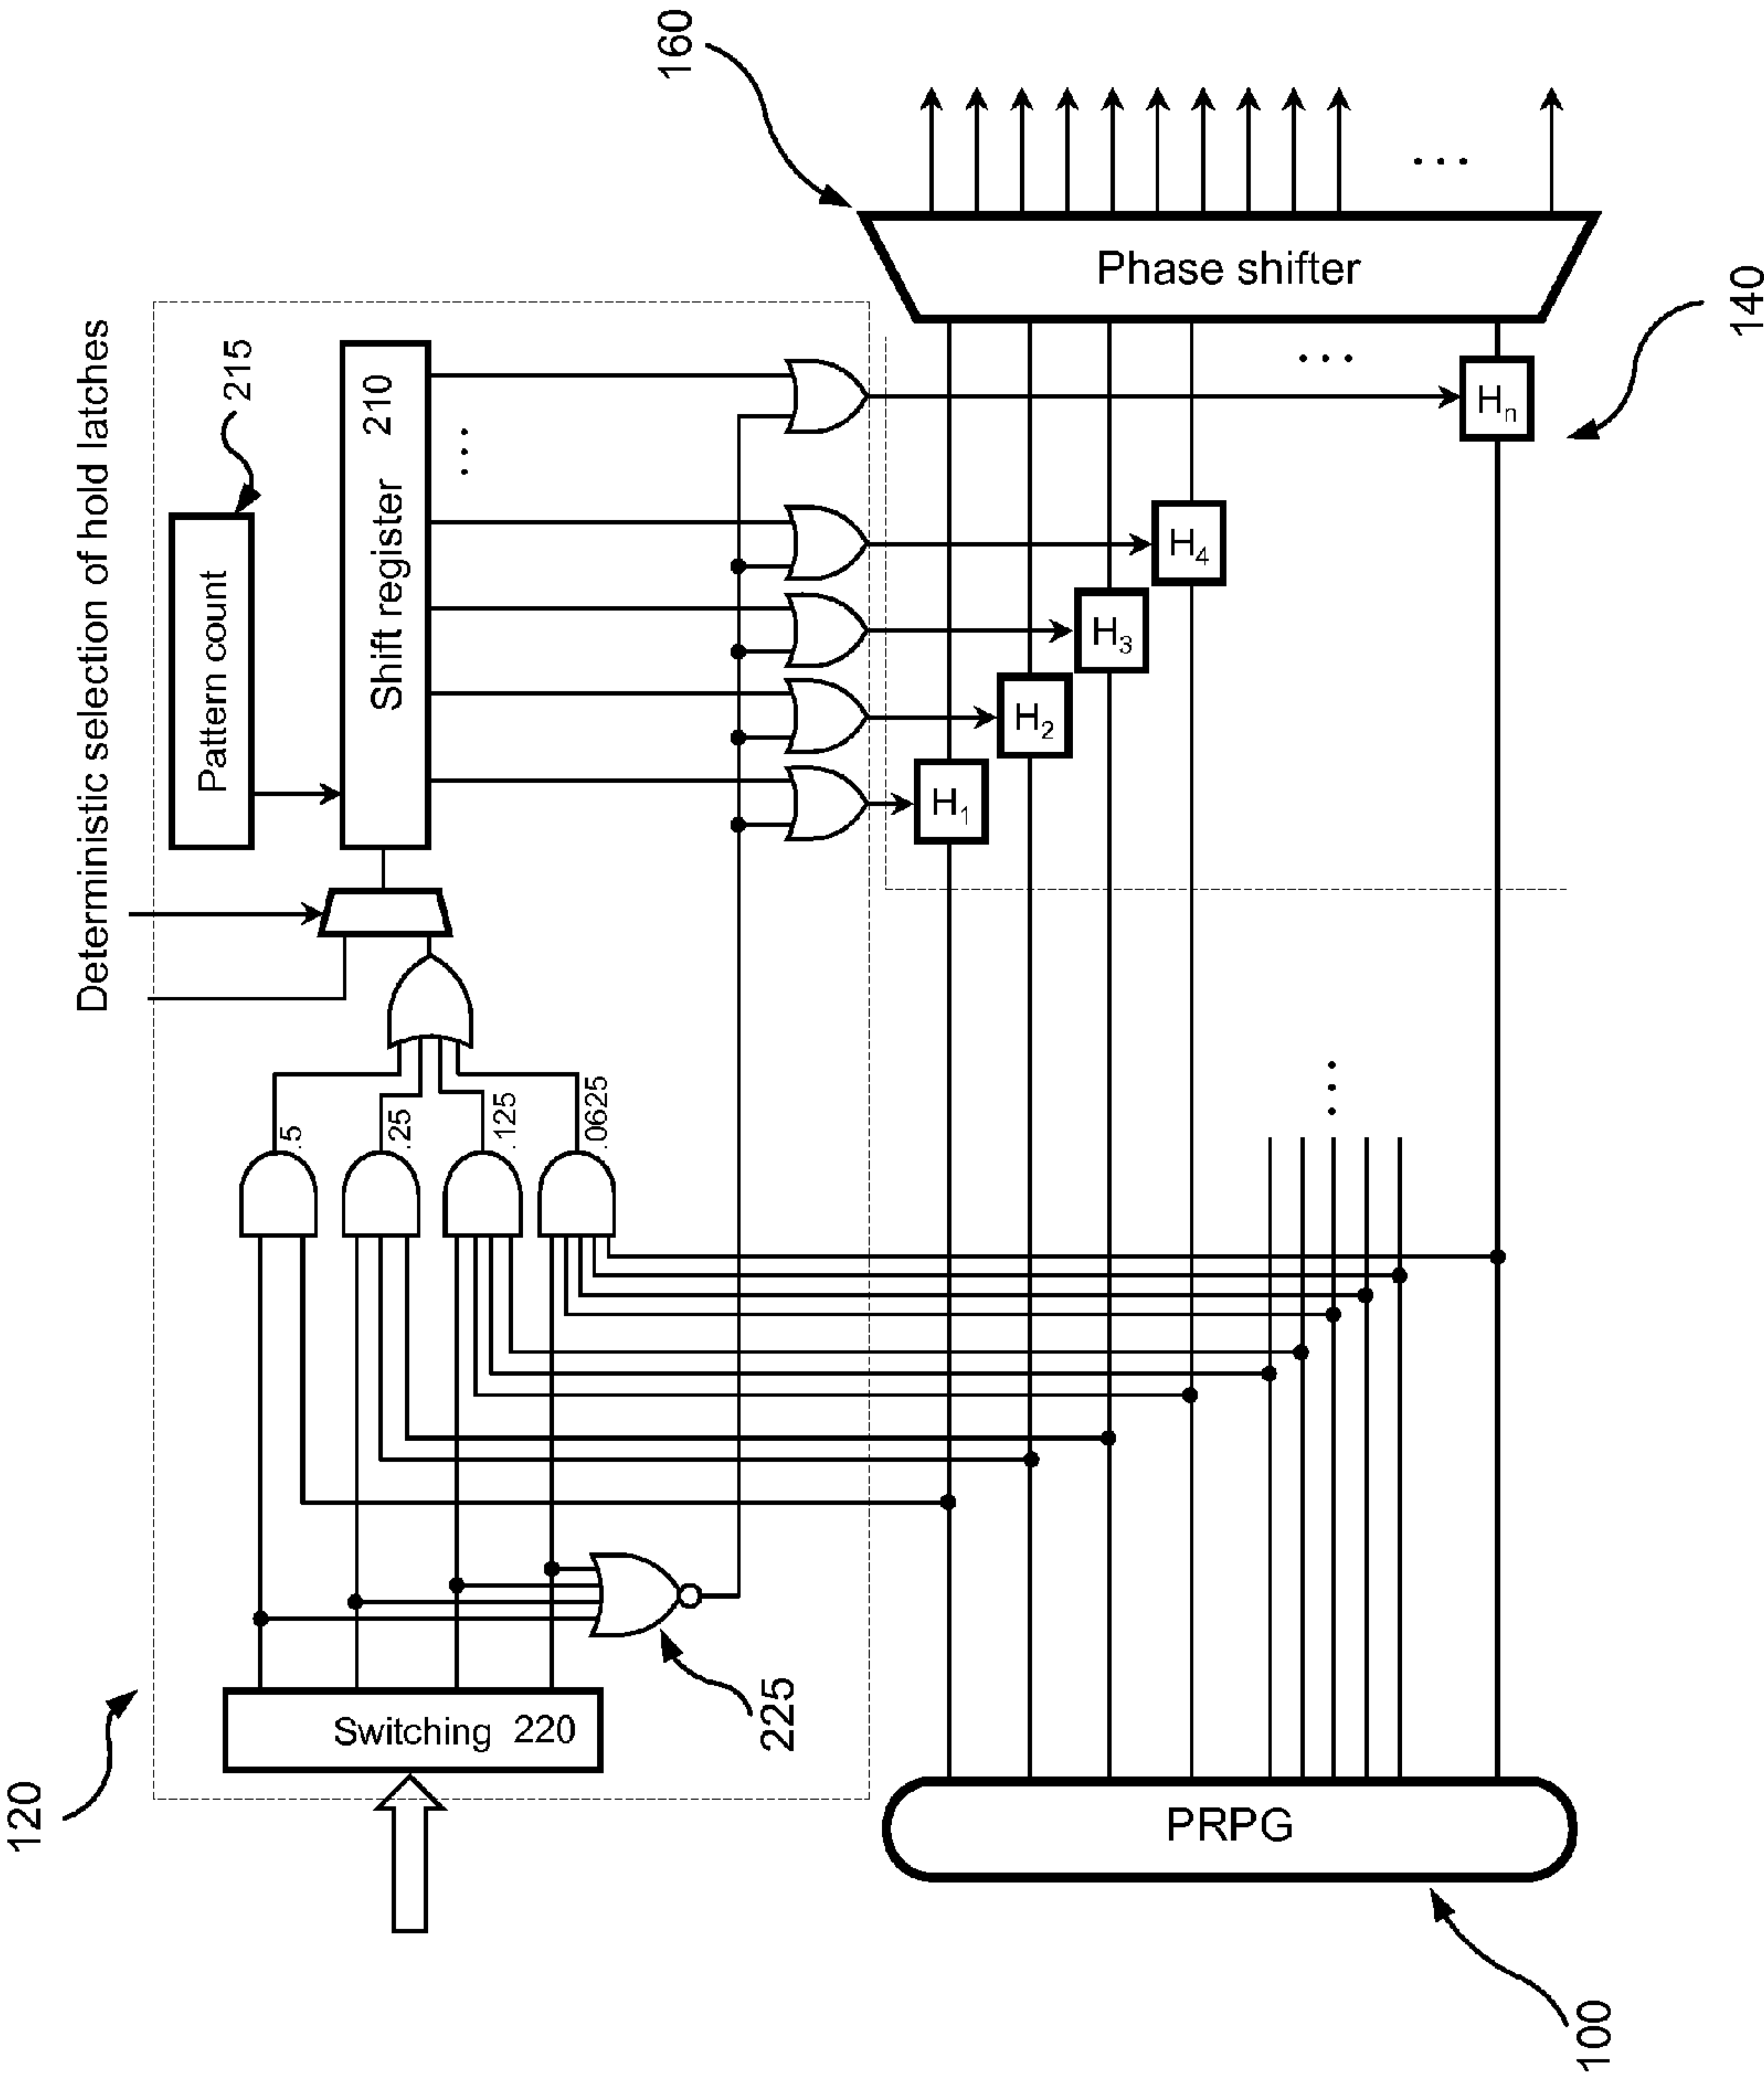 Deterministic selection of hold latches
120
Pattern count
215
Shift register 210
Switching 220
.5
.25
.125
.0625
225
160
PRPG
100
H1
H2
H3
H4
...
Hn
Phase shifter
...
140